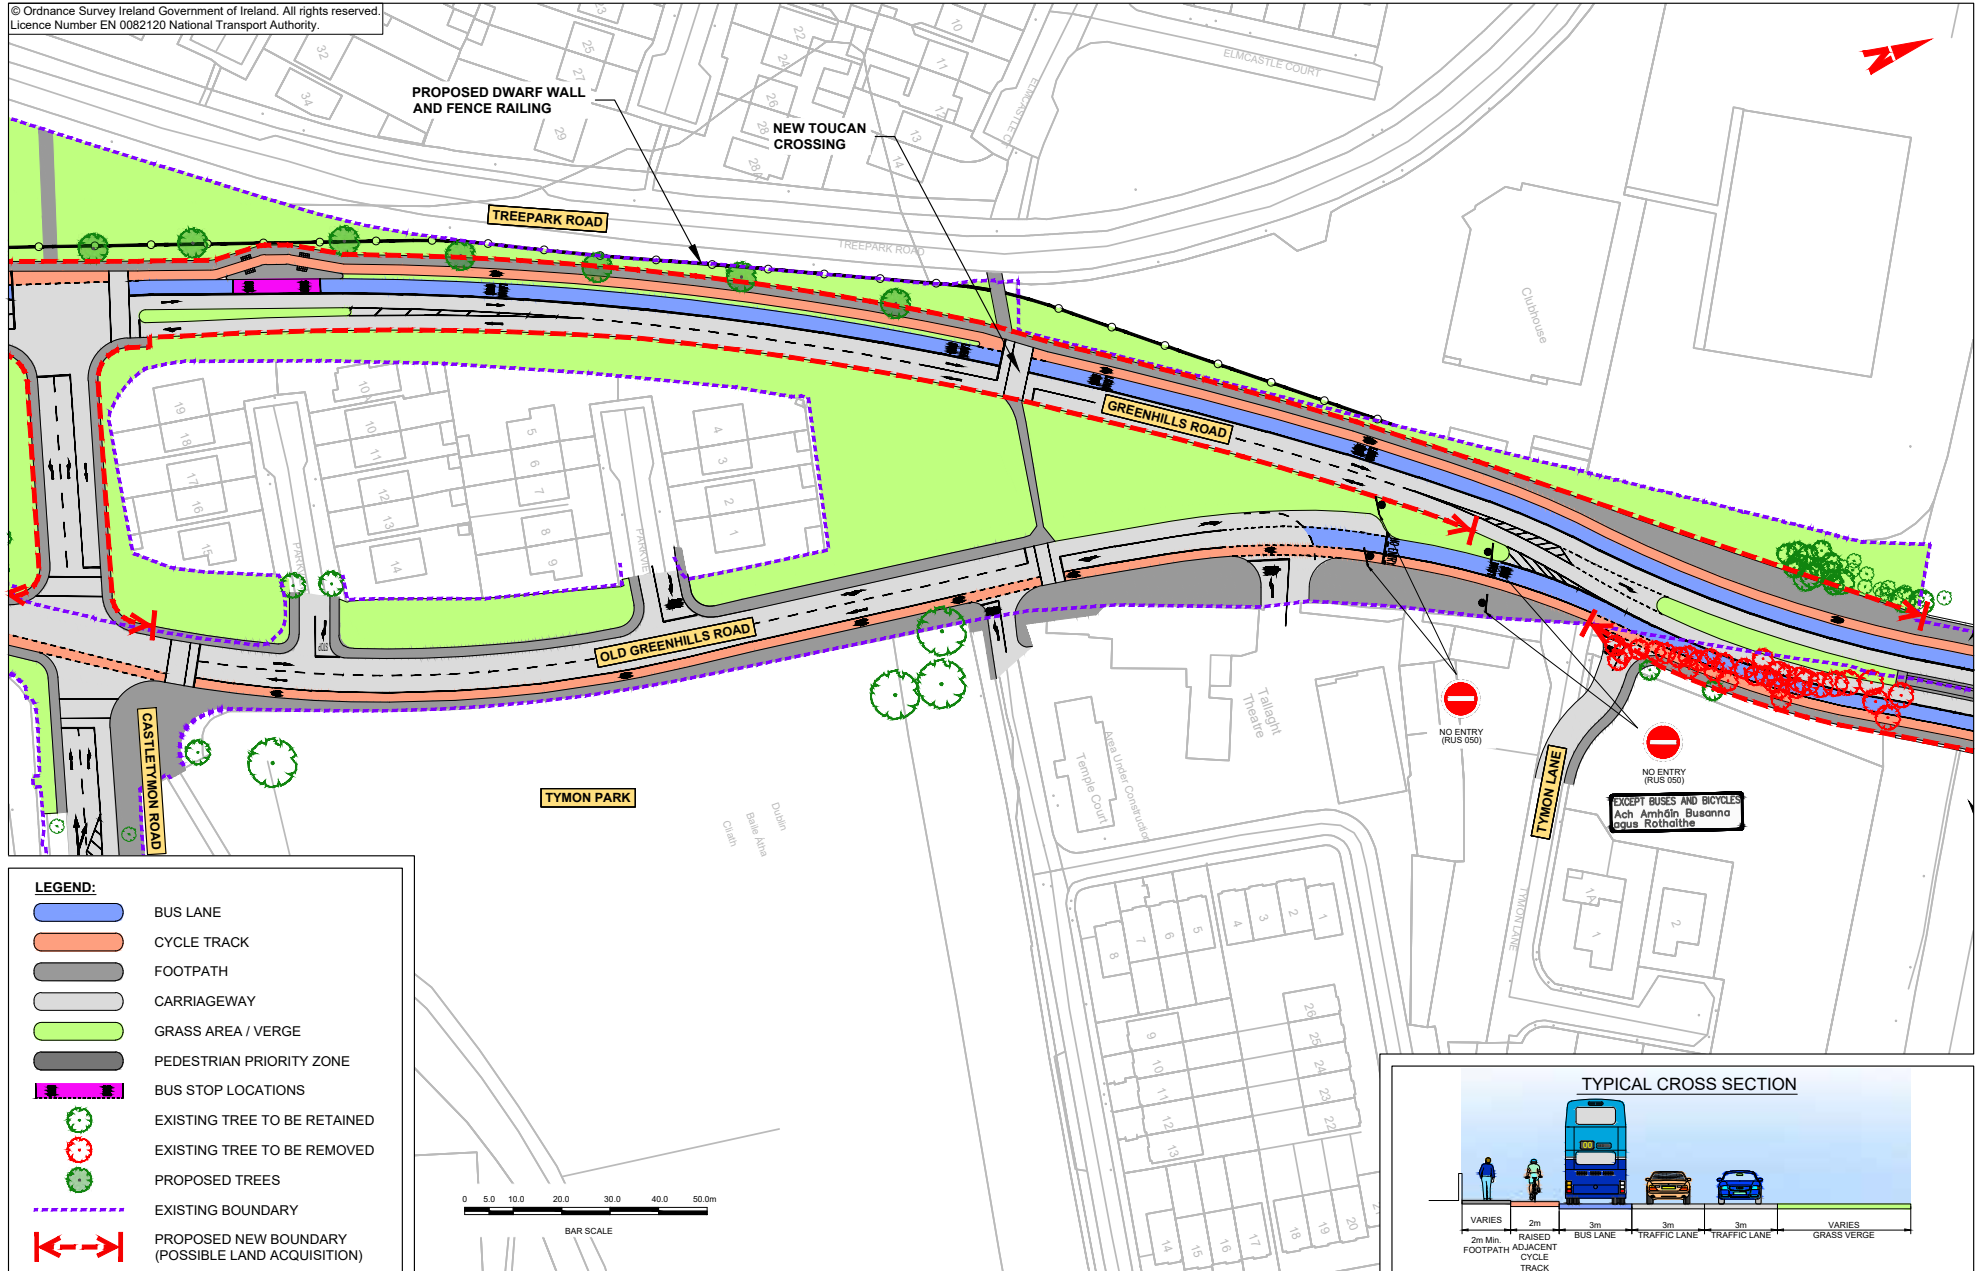 © Ordnance Survey Ireland Government of Ireland. All rights reserved.
Licence Number EN 0082120 National Transport Authority.
PROPOSED DWARF WALL
AND FENCE RAILING
NEW TOUCAN
CROSSING
ELMCASTLE COURT
TREEPARK ROAD
TREEPARK ROAD
Clubhouse
GREENHILLS ROAD
OLD GREENHILLS ROAD
CASTLETYMON ROAD
STOP
TYMON PARK
Dublin
Baile Átha
Cliath
Tallaght
Theatre
Temple Court
Area Under Construction
NO ENTRY
(RUS 050)
NO ENTRY
(RUS 050)
EXCEPT BUSES AND BICYCLES
Ach Amháin Busanna
agus Rothaithe
TYMON LANE
TYMON LANE
LEGEND:
BUS LANE
CYCLE TRACK
FOOTPATH
CARRIAGEWAY
GRASS AREA / VERGE
PEDESTRIAN PRIORITY ZONE
BUS STOP LOCATIONS
EXISTING TREE TO BE RETAINED
EXISTING TREE TO BE REMOVED
PROPOSED TREES
EXISTING BOUNDARY
PROPOSED NEW BOUNDARY
(POSSIBLE LAND ACQUISITION)
0 5.0 10.0 20.0 30.0 40.0 50.0m
BAR SCALE
TYPICAL CROSS SECTION
VARIES
2m Min.
FOOTPATH
2m
RAISED
ADJACENT
CYCLE
TRACK
3m
BUS LANE
3m
TRAFFIC LANE
3m
TRAFFIC LANE
VARIES
GRASS VERGE